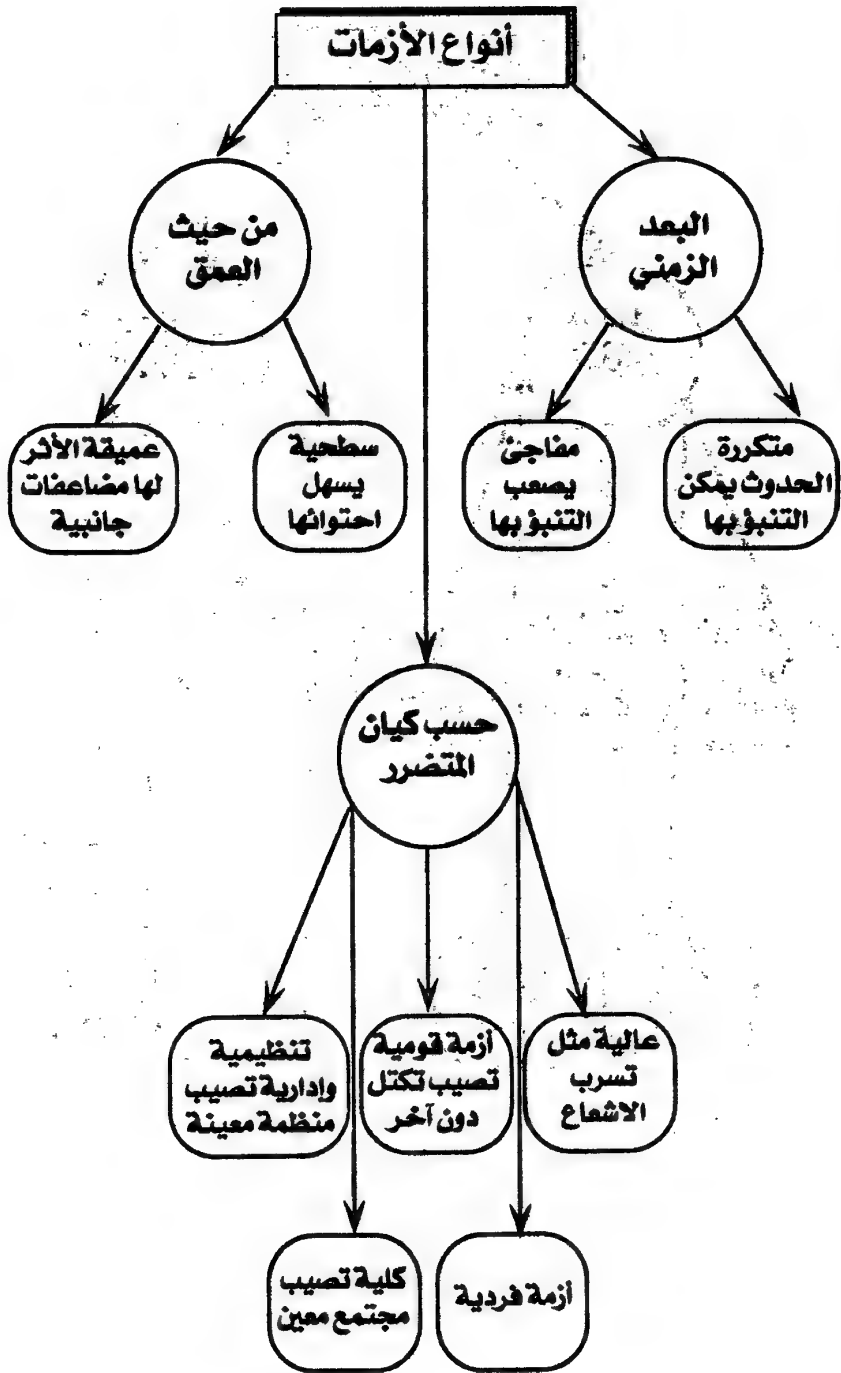 أنواع الأزمات
البعد
الزمني
من حيث
العمق
متكررة
الحدوث يمكن
التنبؤ بها
مفاجئ
يصعب
التنبؤ بها
سطحية
يسهل
احتوائها
عميقة الأثر
لها مضاعفات
جانبية
حسب كيان
المتضرر
عالية مثل
تسرب
الاشعاع
أزمة قومية
تصيب تكتل
دون آخر
تنظيمية
وإدارية تصيب
منظمة معينة
أزمة فردية
كلية تصيب
مجتمع معين